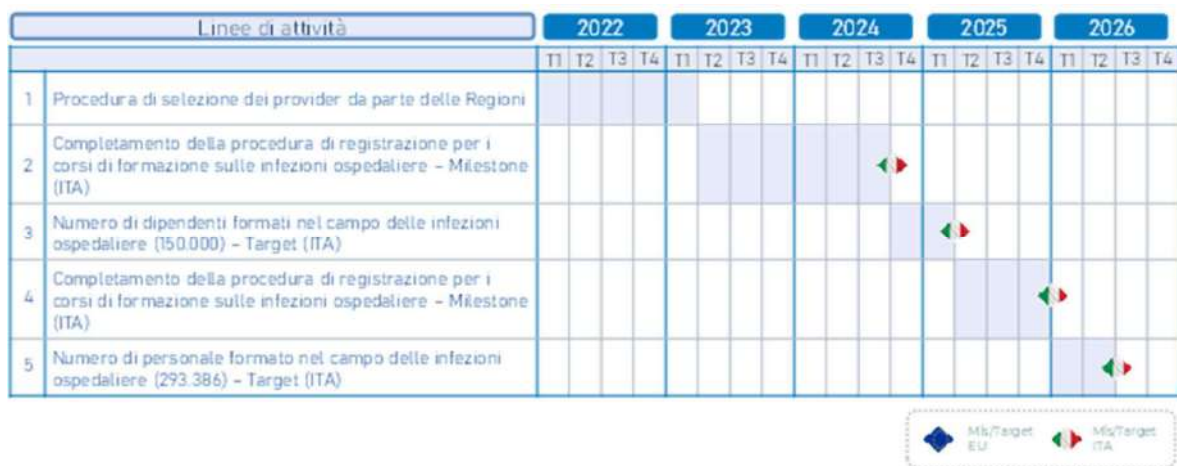 Linee di attività 2022 2023 2024 2025 2026
T1 T2 T3 T4 T1 T2 T3 T4 T1 T2 T3 T4 T1 T2 T3 T4 T1 T2 T3 T4
1 Procedura di selezione dei provider da parte delle Regioni
Completamento della procedura di registrazione per i
2 corsi di formazione sulle infezioni ospedaliere – Milestone
(ITA)
3 Numero di dipendenti formati nel campo delle infezioni
ospedaliere (150.000) – Target (ITA)
Completamento della procedura di registrazione per i
4 corsi di formazione sulle infezioni ospedaliere – Milestone
(ITA)
5 Numero di personale formato nel campo delle infezioni
ospedaliere (293.386) – Target (ITA)
Mls/Target Mls/Target
EU ITA